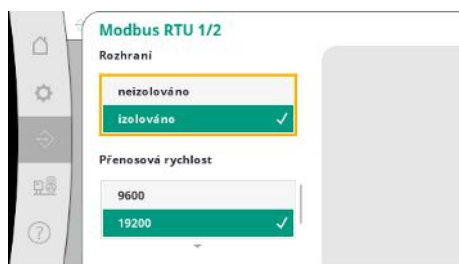 Modbus RTU 1/2
Rozhraní
neizolováno
izolováno
Přenosová rychlost
9600
19200
?